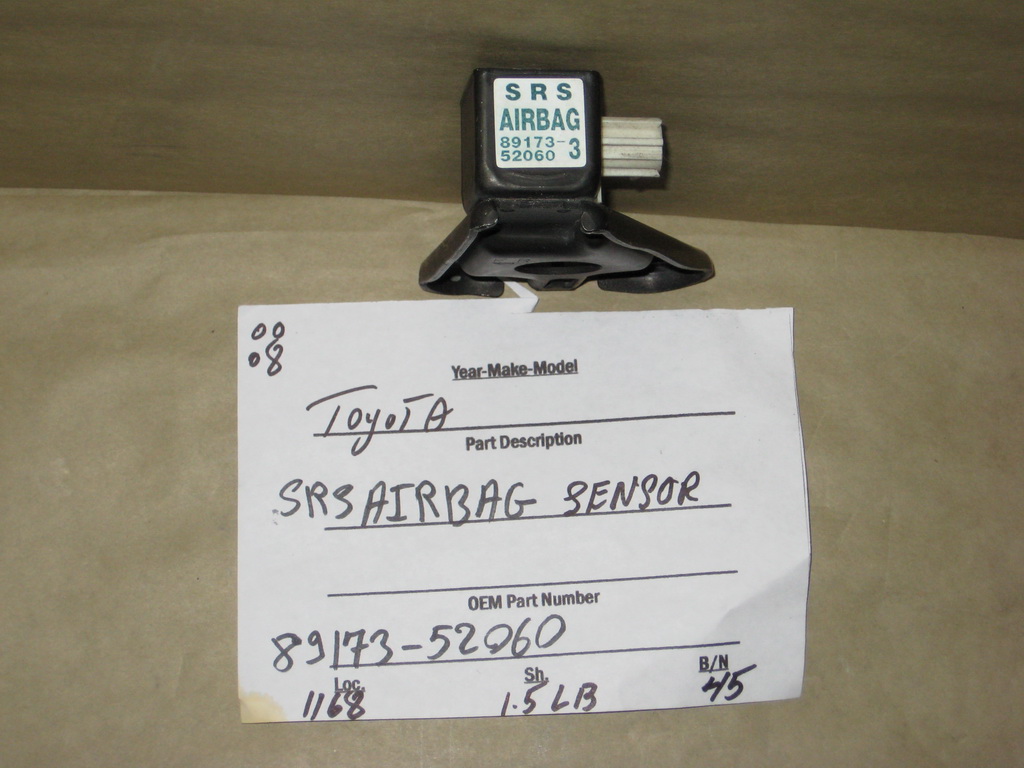 SRS
AIRBAG
89173-
52060 3
00
08
Year-Make-Model
ToyoTA
Part Description
SRS AIRBAG SENSOR
OEM Part Number
89173-52060
Loc. Sh. B/N
1168 1.5 LB 45